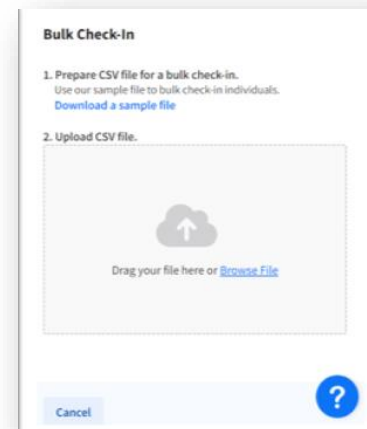 Bulk Check-In
1. Prepare CSV file for a bulk check-in.
Use our sample file to bulk check-in individuals.
Download a sample file
2. Upload CSV file.
Drag your file here or Browse File
?
Cancel